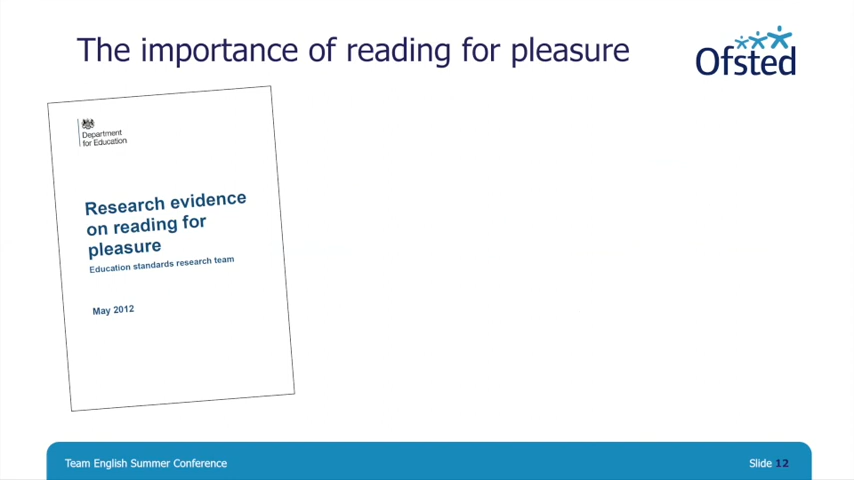 The importance of reading for pleasure
Ofsted
Department
for Education
Research evidence
on reading for
pleasure
Education standards research team
May 2012
Team English Summer Conference
Slide 12